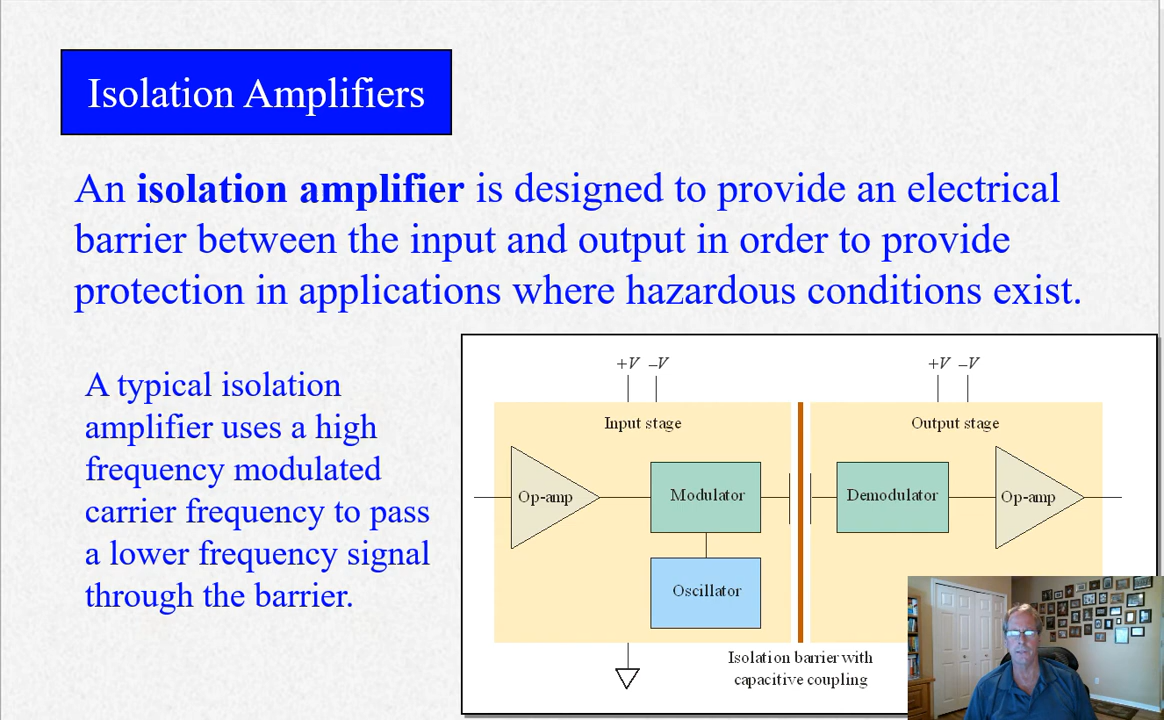 Isolation Amplifiers
An isolation amplifier is designed to provide an electrical
barrier between the input and output in order to provide
protection in applications where hazardous conditions exist.
A typical isolation
amplifier uses a high
frequency modulated
carrier frequency to pass
a lower frequency signal
through the barrier.
+V –V
+V –V
Input stage
Output stage
Op-amp
Modulator
Demodulator
Op-amp
Oscillator
Isolation barrier with
capacitive coupling